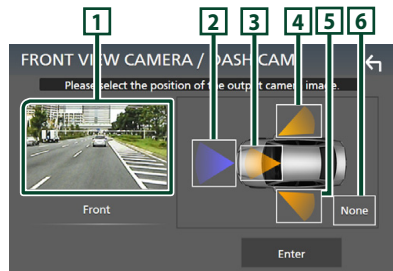 1 2 3 4 5 6
FRONT VIEW CAMERA / DASH CAM
Please select the position of the output camera image.
Front
None
Enter